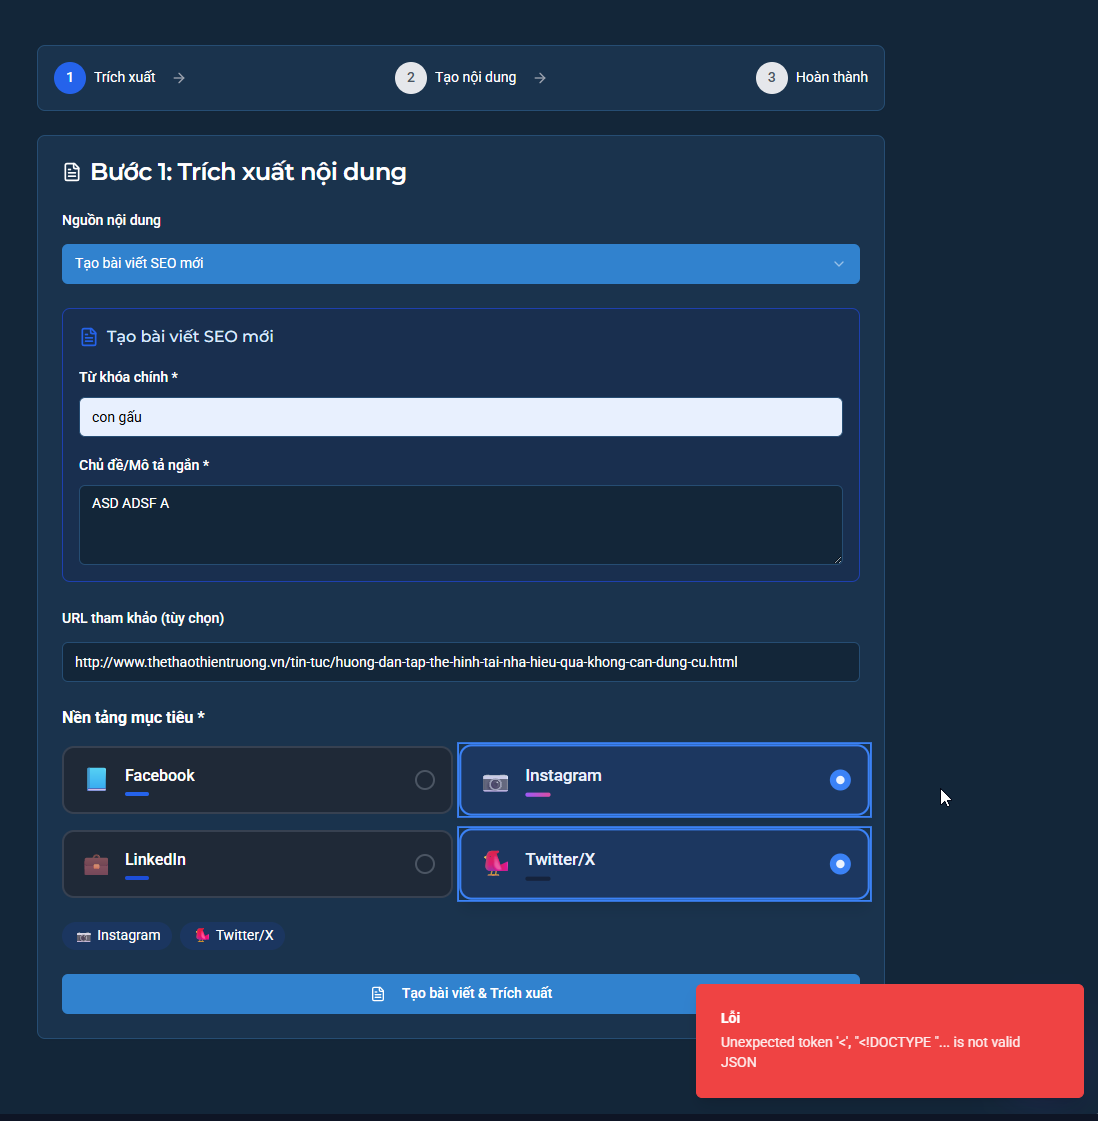 1 Trích xuất
2 Tạo nội dung
3 Hoàn thành
Bước 1: Trích xuất nội dung
Nguồn nội dung
Tạo bài viết SEO mới
Tạo bài viết SEO mới
Từ khóa chính *
con gấu
Chủ đề/Mô tả ngắn *
ASD ADSF A
URL tham khảo (tùy chọn)
http://www.thethaothientruong.vn/tin-tuc/huong-dan-tap-the-hinh-tai-nha-hieu-qua-khong-can-dung-cu.html
Nền tảng mục tiêu *
Facebook
Instagram
LinkedIn
Twitter/X
Instagram
Twitter/X
Tạo bài viết & Trích xuất
Lỗi
Unexpected token '<', "<!DOCTYPE "... is not valid
JSON